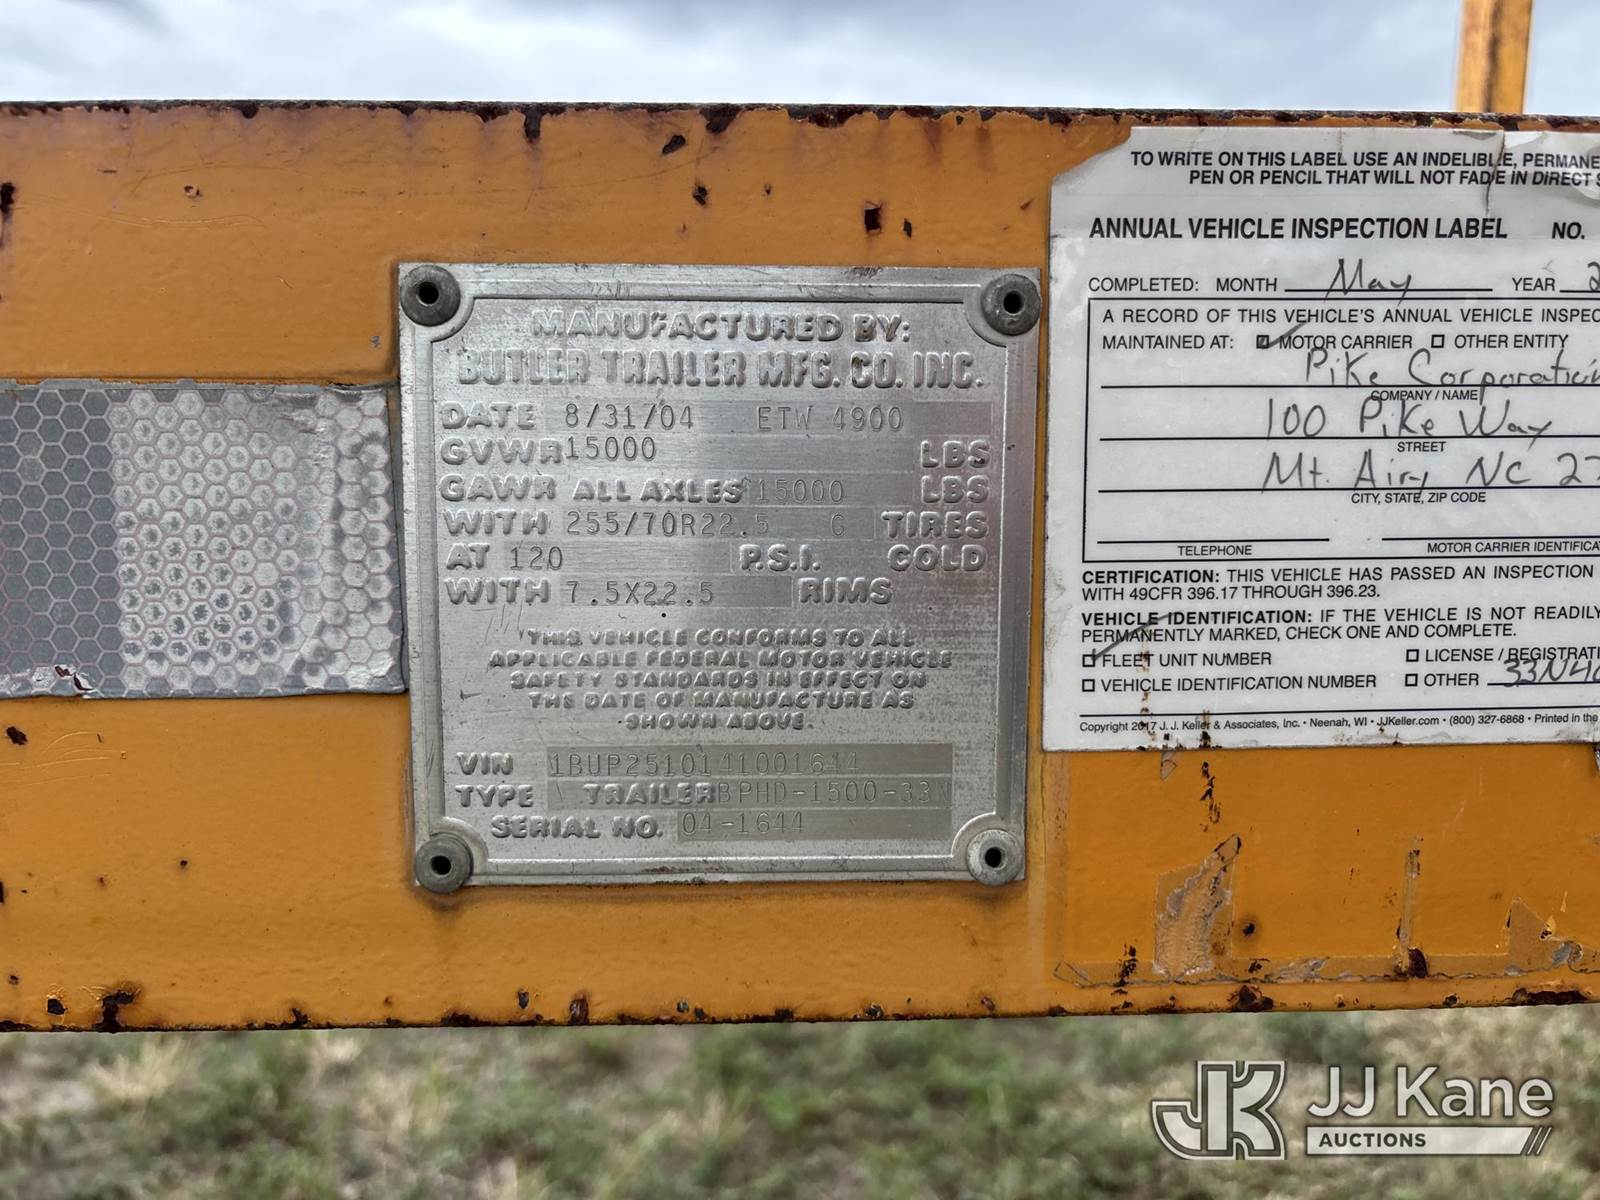 MANUFACTURED BY:
BUTLER TRAILER MFG. CO. INC.
DATE 8/31/04 ETW 4900
GVWR 15000 LBS
GAWR ALL AXLES 15000 LBS
WITH 255/70R22.5 G TIRES
AT 120 P.S.I. COLD
WITH 7.5X22.5 RIMS
THIS VEHICLE CONFORMS TO ALL
APPLICABLE FEDERAL MOTOR VEHICLE
SAFETY STANDARDS IN EFFECT ON
THE DATE OF MANUFACTURE AS
SHOWN ABOVE.
VIN 1BUP2510141001644
TYPE TRAILER BPHD-1500-33
SERIAL NO. 04-1644
TO WRITE ON THIS LABEL USE AN INDELIBLE, PERMANE
PEN OR PENCIL THAT WILL NOT FADE IN DIRECT S
ANNUAL VEHICLE INSPECTION LABEL NO.
COMPLETED: MONTH May YEAR 2
A RECORD OF THIS VEHICLE'S ANNUAL VEHICLE INSPEC
MAINTAINED AT: MOTOR CARRIER OTHER ENTITY
Pike Corporation
COMPANY / NAME
100 Pike Way
STREET
Mt. Airy NC 27
CITY, STATE, ZIP CODE
TELEPHONE MOTOR CARRIER IDENTIFICAT
CERTIFICATION: THIS VEHICLE HAS PASSED AN INSPECTION
WITH 49CFR 396.17 THROUGH 396.23.
VEHICLE IDENTIFICATION: IF THE VEHICLE IS NOT READILY
PERMANENTLY MARKED, CHECK ONE AND COMPLETE.
FLEET UNIT NUMBER LICENSE / REGISTRATI
VEHICLE IDENTIFICATION NUMBER OTHER 33N40
Copyright 2017 J. J. Keller & Associates, Inc. • Neenah, WI • JJKeller.com • (800) 327-6868 • Printed in the
JK JJ Kane
AUCTIONS